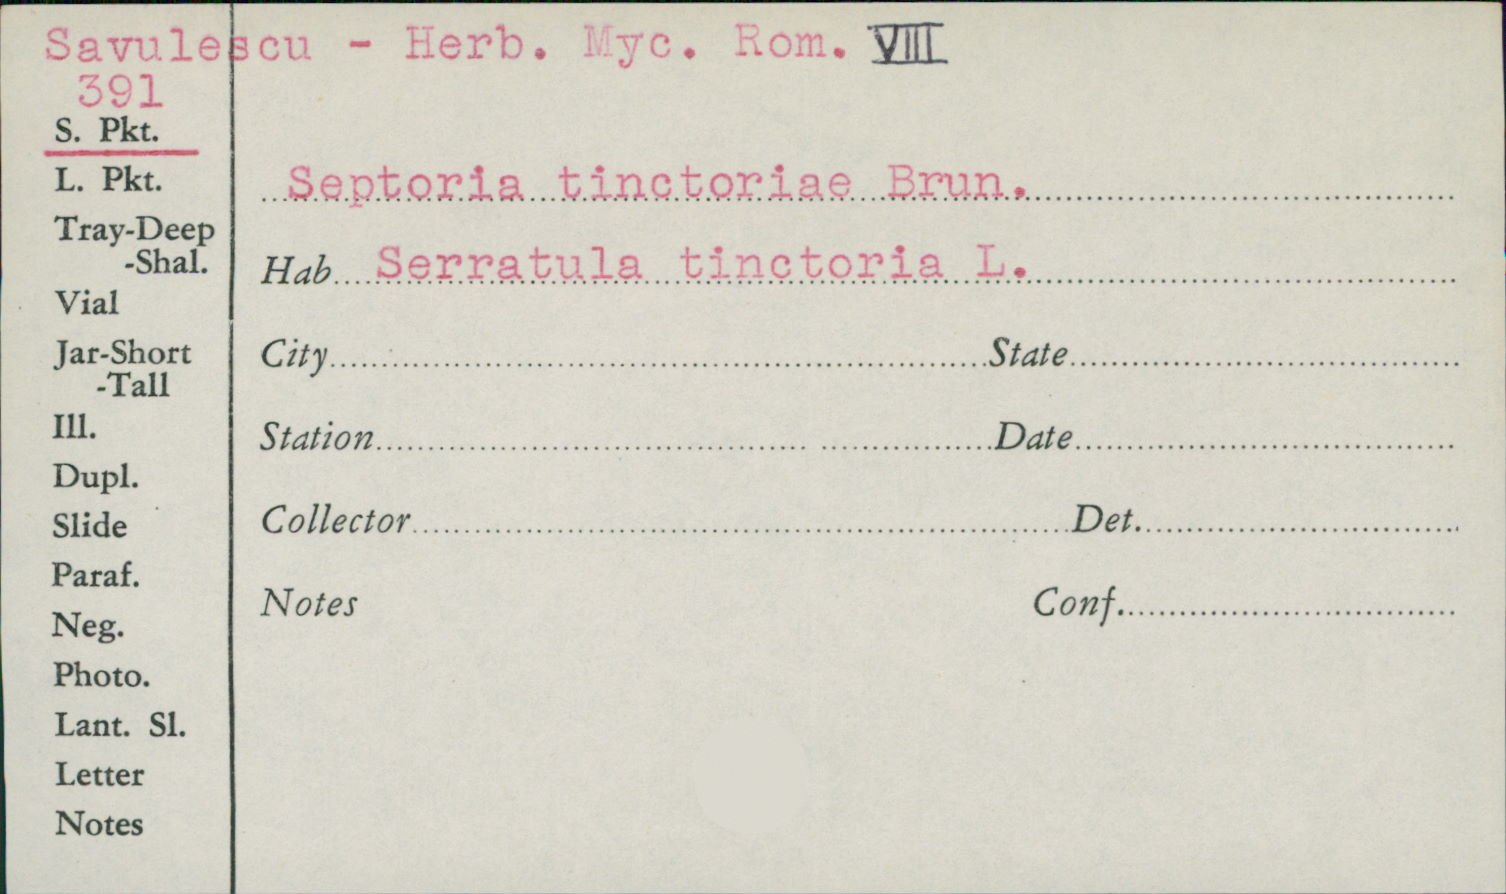 Savulescu - Herb. Myc. Rom. VIII
391
S. Pkt.
L. Pkt.
Tray-Deep
-Shal.
Vial
Jar-Short
-Tall
Ill.
Dupl.
Slide
Paraf.
Neg.
Photo.
Lant. Sl.
Letter
Notes
Septoria tinctoriae Brun.
Hab. Serratula tinctoria L.
City State
Station Date
Collector Det.
Notes Conf.